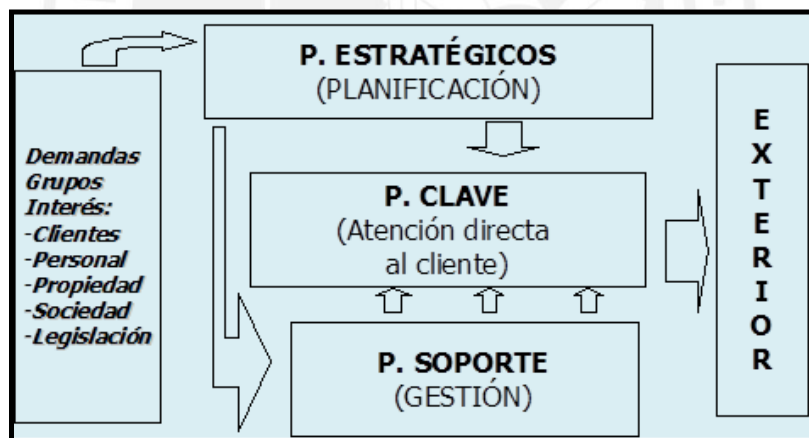 P. ESTRATÉGICOS
(PLANIFICACIÓN)
Demandas
Grupos
Interés:
-Clientes
-Personal
-Propiedad
-Sociedad
-Legislación
P. CLAVE
(Atención directa
al cliente)
P. SOPORTE
(GESTIÓN)
E
X
T
E
R
I
O
R